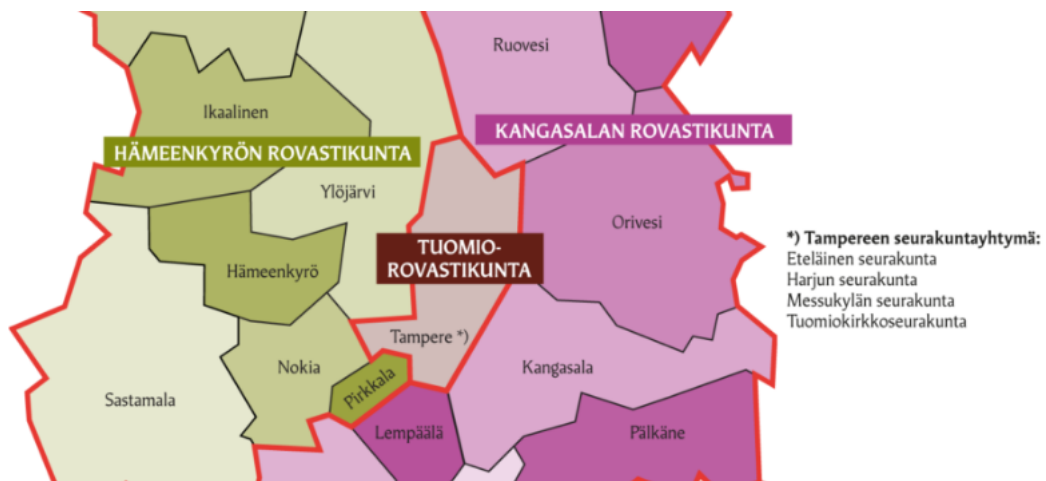 Ruovesi
Ikaalinen
KANGASALAN ROVASTIKUNTA
HÄMEENKYRÖN ROVASTIKUNTA
Ylöjärvi
Orivesi
TUOMIO-
ROVASTIKUNTA
*) Tampereen seurakuntayhtymä:
Eteläinen seurakunta
Harjun seurakunta
Messukylän seurakunta
Tuomiokirkkoseurakunta
Hämeenkyrö
Tampere *)
Nokia
Kangasala
Pirkkala
Sastamala
Lempäälä
Pälkäne